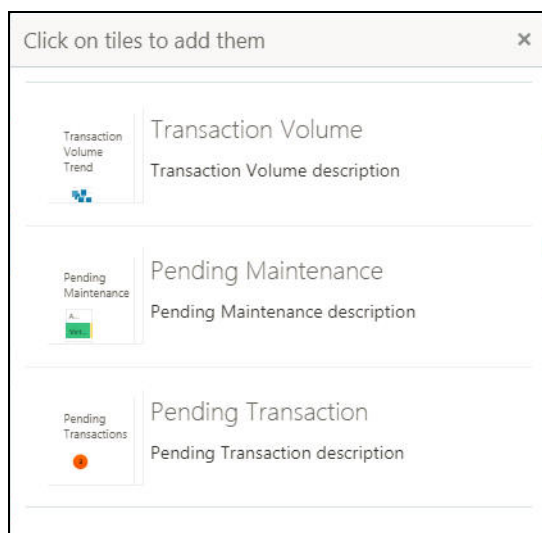 Click on tiles to add them ×
Transaction
Volume
Trend
Transaction Volume
Transaction Volume description
Pending
Maintenance
A...
Pending Maintenance
Pending Maintenance description
Pending
Transactions
Pending Transaction
Pending Transaction description